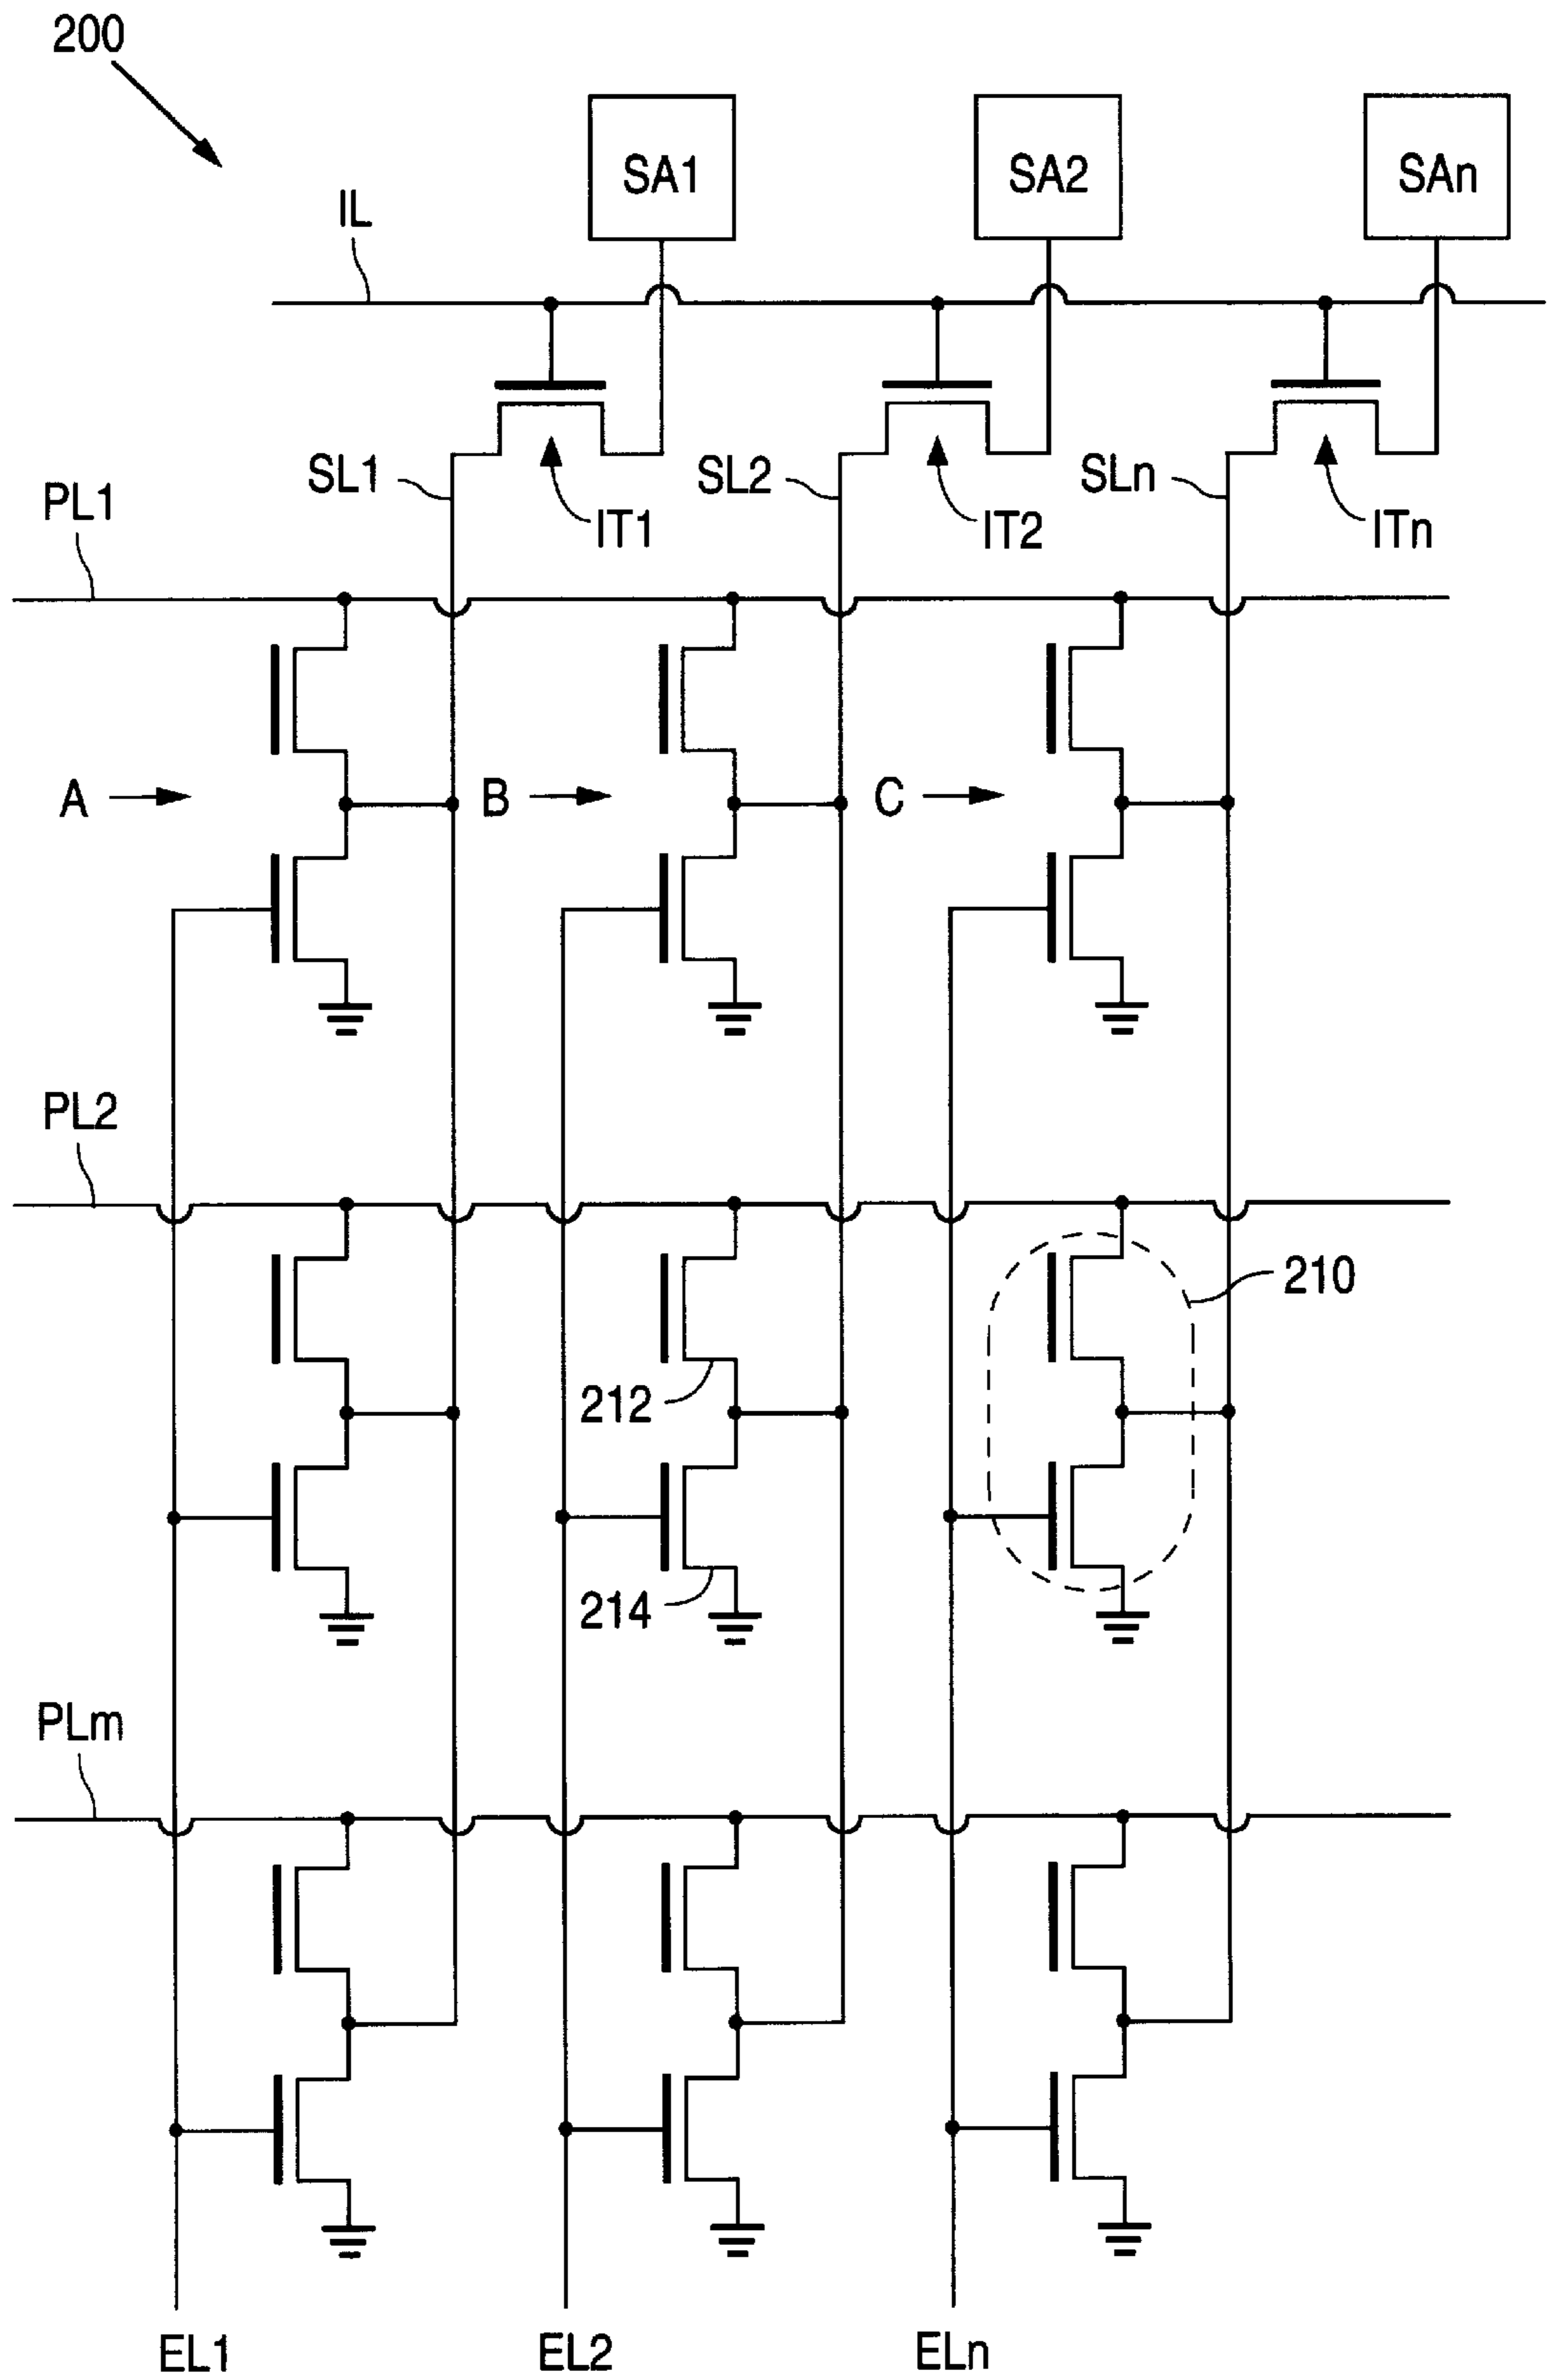 200
SA1
SA2
SAn
IL
SL1
SL2
SLn
PL1
IT1
IT2
ITn
A
B
C
PL2
210
212
214
PLm
EL1
EL2
ELn